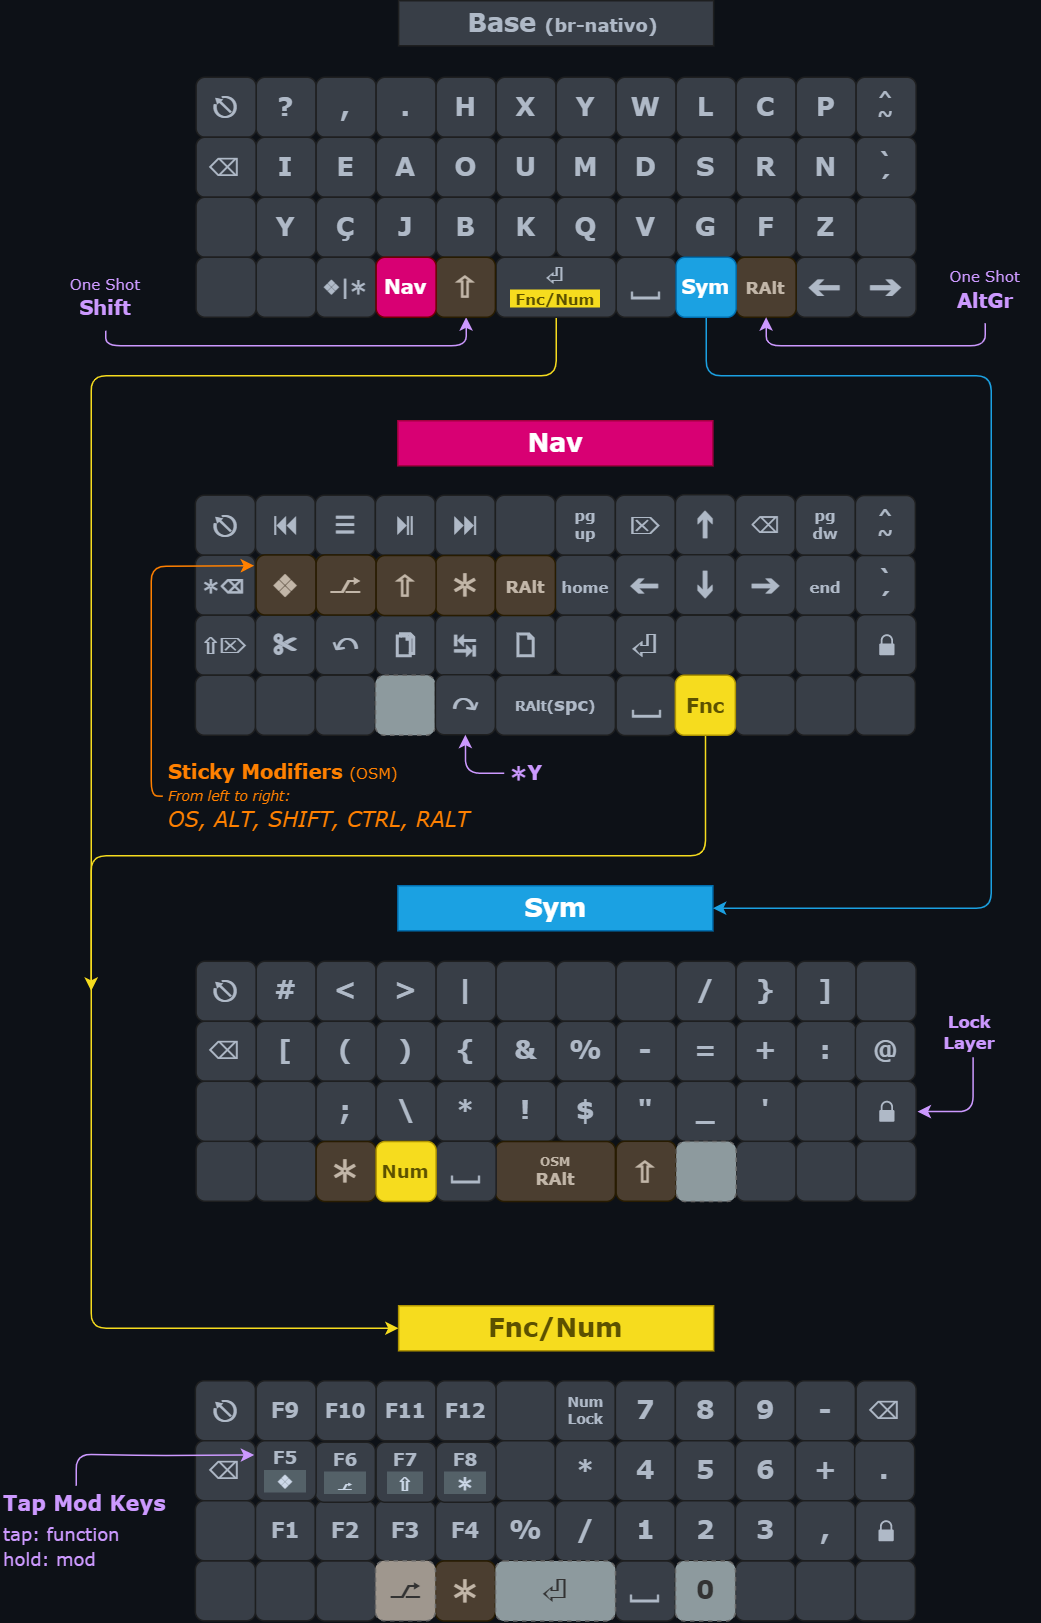 Base (br-nativo)
? , . H X Y W L C P ^ ~
I E A O U M D S R N ` ´
Y Ç J B K Q V G F Z
❖|∗ Nav ⇧ ⏎ Fnc/Num Sym RAlt 🡨 🡪
One Shot
Shift
One Shot
AltGr
Nav
pg up pg dw ^ ~
RAlt home end ` ´
RAlt(spc) Fnc
∗Y
Sticky Modifiers (OSM)
From left to right:
OS, ALT, SHIFT, CTRL, RALT
Sym
# < > | / } ]
[ ( ) { & % - = + : @
; \ * ! $ " _ '
Num OSM RAlt
Lock
Layer
Fnc/Num
F9 F10 F11 F12 Num Lock 7 8 9 - 
F5 F6 F7 F8 * 4 5 6 + .
F1 F2 F3 F4 % / 1 2 3 ,
0
Tap Mod Keys
tap: function
hold: mod